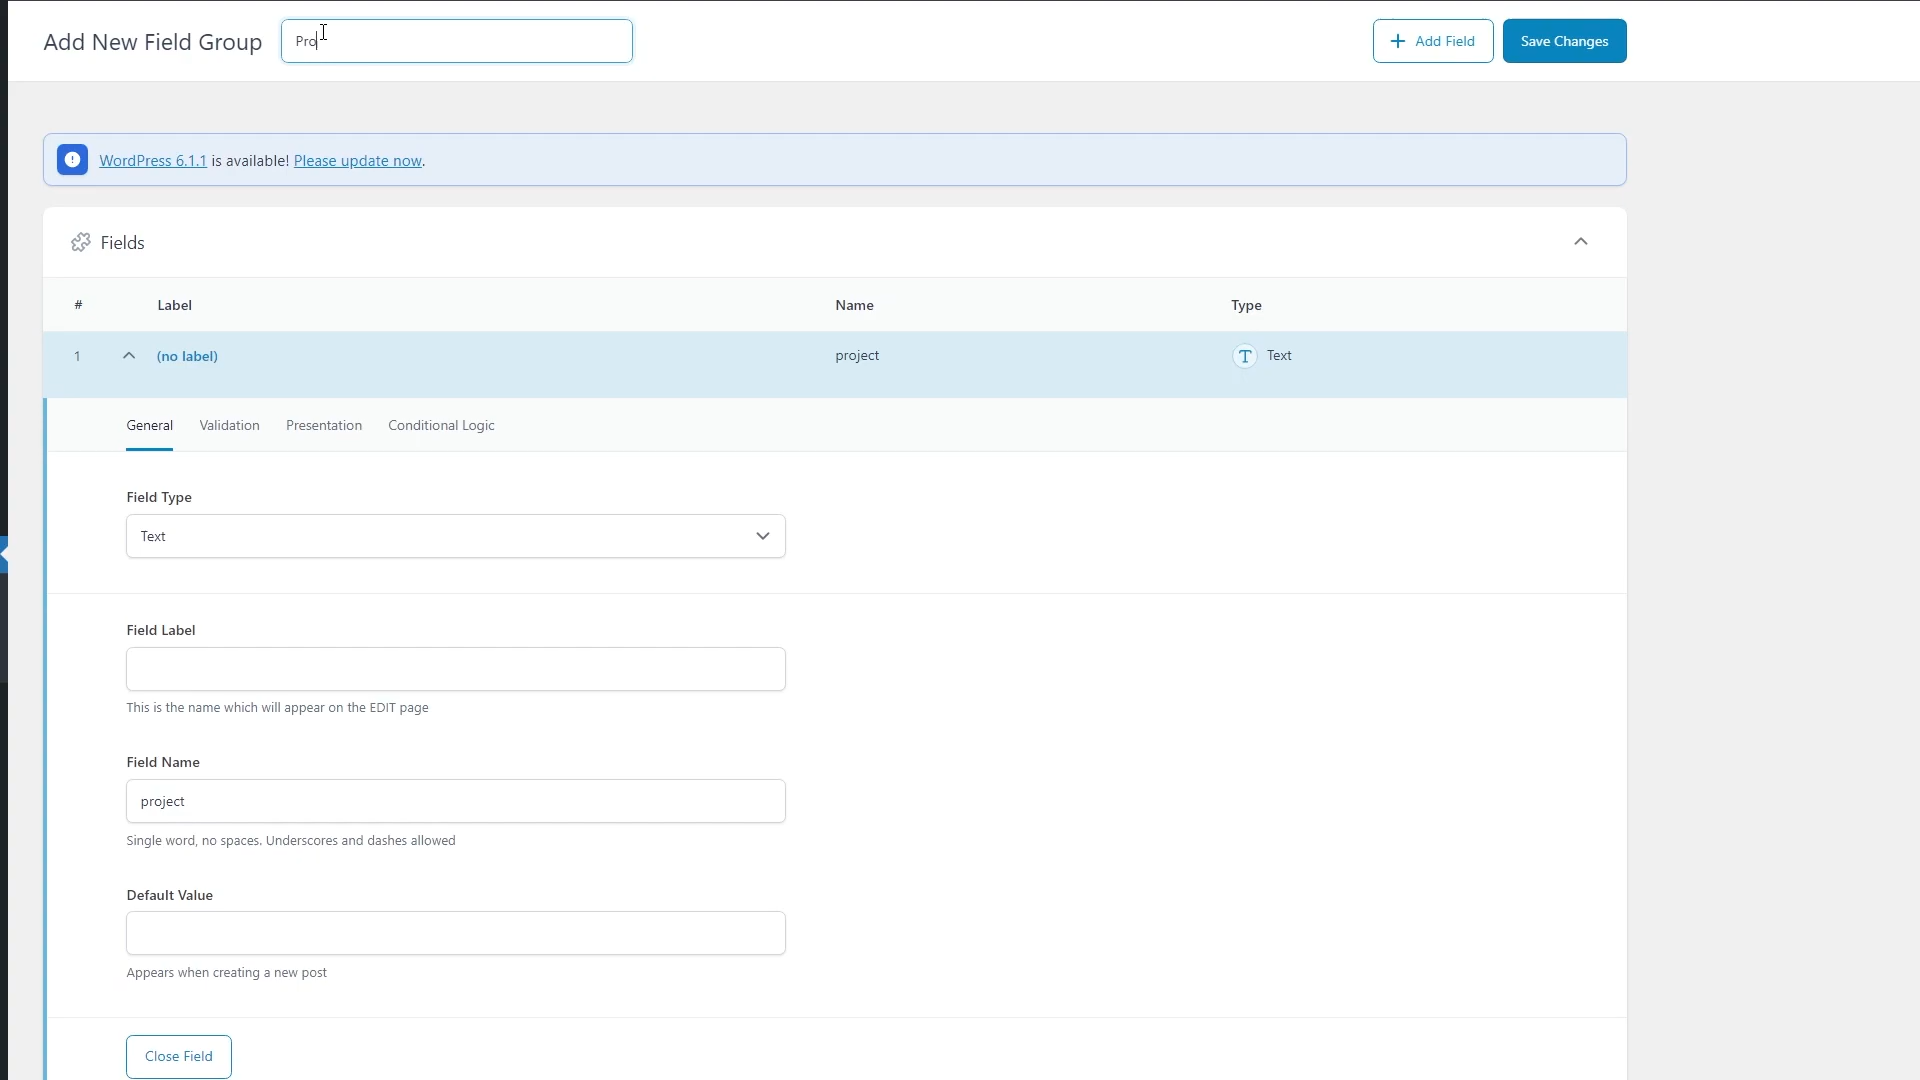 Add New Field Group
Pro
Add Field
Save Changes
WordPress 6.1.1 is available! Please update now.
Fields
# Label Name Type
1 (no label) project T Text
General Validation Presentation Conditional Logic
Field Type
Text
Field Label
This is the name which will appear on the EDIT page
Field Name
project
Single word, no spaces. Underscores and dashes allowed
Default Value
Appears when creating a new post
Close Field